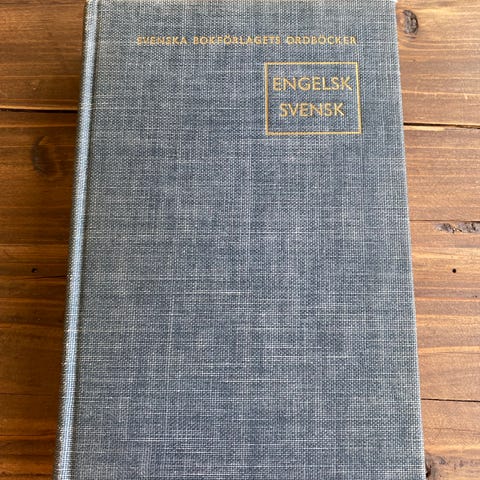 SVENSKA BOKFÖRLAGETS ORDBÖCKER
ENGELSK
SVENSK